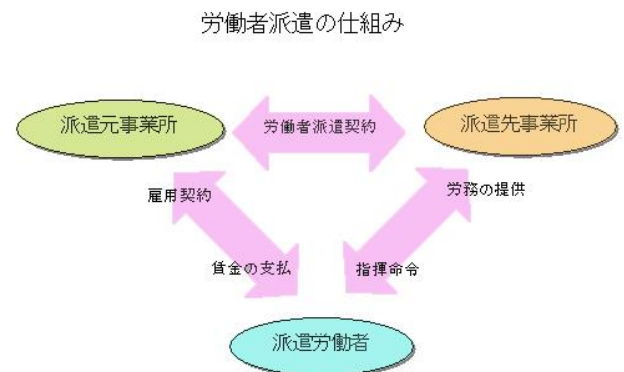 労働者派遣の仕組み
派遣元事業所
労働者派遣契約
派遣先事業所
雇用契約
労務の提供
賃金の支払
指揮命令
派遣労働者